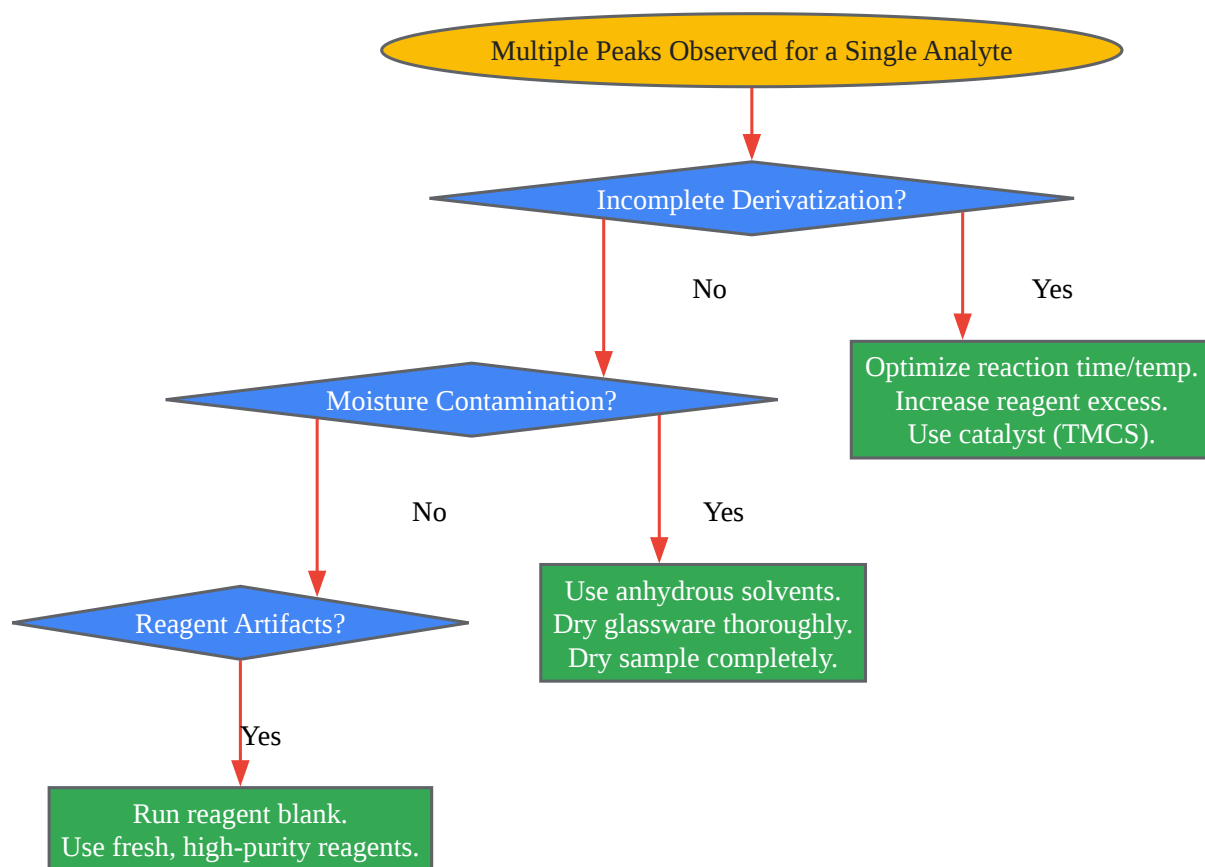 Multiple Peaks Observed for a Single Analyte
Incomplete Derivatization?
No
Yes
Optimize reaction time/temp.
Increase reagent excess.
Use catalyst (TMCS).
Moisture Contamination?
No
Yes
Use anhydrous solvents.
Dry glassware thoroughly.
Dry sample completely.
Reagent Artifacts?
Yes
Run reagent blank.
Use fresh, high-purity reagents.